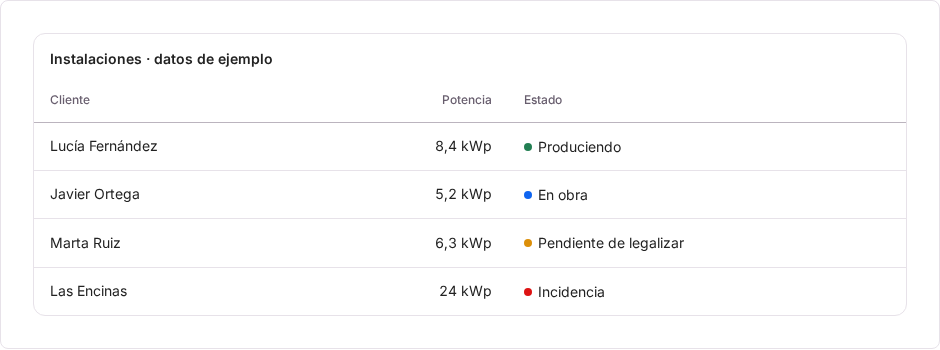 Instalaciones · datos de ejemplo
Cliente Potencia Estado
Lucía Fernández 8,4 kWp Produciendo
Javier Ortega 5,2 kWp En obra
Marta Ruiz 6,3 kWp Pendiente de legalizar
Las Encinas 24 kWp Incidencia